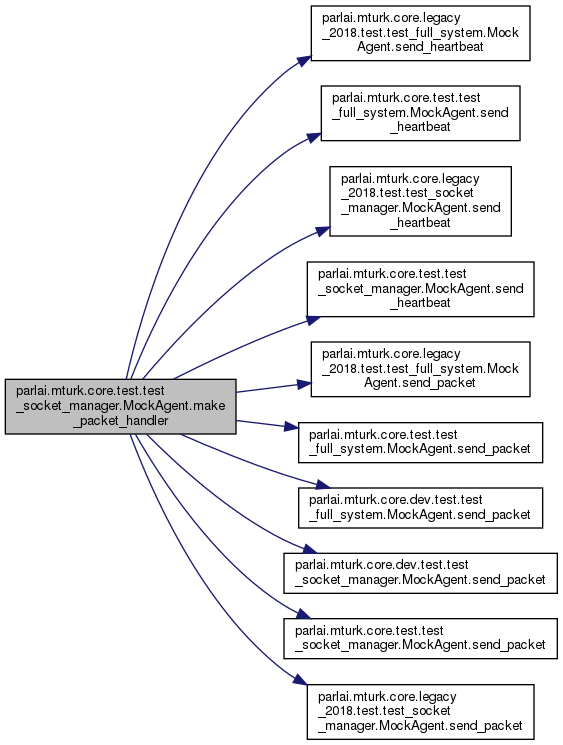 parlai.mturk.core.legacy
_2018.test.test_full_system.Mock
Agent.send_heartbeat
parlai.mturk.core.test.test
_full_system.MockAgent.send
_heartbeat
parlai.mturk.core.legacy
_2018.test.test_socket
_manager.MockAgent.send
_heartbeat
parlai.mturk.core.test.test
_socket_manager.MockAgent.send
_heartbeat
parlai.mturk.core.legacy
_2018.test.test_full_system.Mock
Agent.send_packet
parlai.mturk.core.test.test
_socket_manager.MockAgent.make
_packet_handler
parlai.mturk.core.test.test
_full_system.MockAgent.send_packet
parlai.mturk.core.dev.test.test
_full_system.MockAgent.send_packet
parlai.mturk.core.dev.test.test
_socket_manager.MockAgent.send_packet
parlai.mturk.core.test.test
_socket_manager.MockAgent.send_packet
parlai.mturk.core.legacy
_2018.test.test_socket
_manager.MockAgent.send_packet